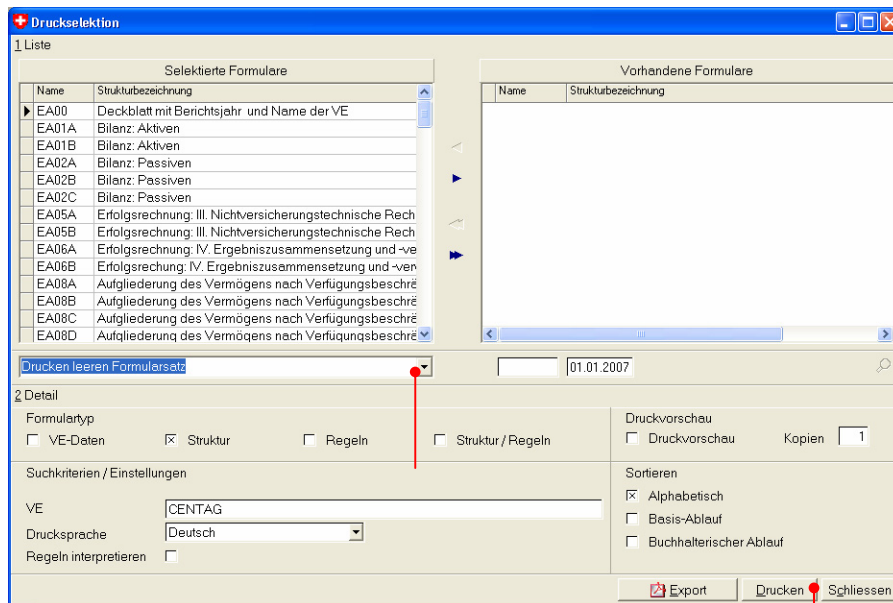 Druckselektion
1 Liste
Selektierte Formulare
Name Strukturbezeichnung
EA00 Deckblatt mit Berichtsjahr und Name der VE
EA01A Bilanz: Aktiven
EA01B Bilanz: Aktiven
EA02A Bilanz: Passiven
EA02B Bilanz: Passiven
EA02C Bilanz: Passiven
EA05A Erfolgsrechnung: III. Nichtversicherungstechnische Rech
EA05B Erfolgsrechnung: III. Nichtversicherungstechnische Rech
EA06A Erfolgsrechnung: IV. Ergebniszusammensetzung und -ve
EA06B Erfolgsrechung: IV. Ergebniszusammensetzung und -ver
EA08A Aufgliederung des Vermögens nach Verfügungsbeschrä
EA08B Aufgliederung des Vermögens nach Verfügungsbeschrä
EA08C Aufgliederung des Vermögens nach Verfügungsbeschrä
EA08D Aufgliederung des Vermögens nach Verfügungsbeschrä
Vorhandene Formulare
Name Strukturbezeichnung
Drucken leeren Formularsatz
01.01.2007
2 Detail
Formulartyp
VE-Daten Struktur Regeln Struktur / Regeln
Druckvorschau
Druckvorschau Kopien 1
Suchkriterien / Einstellungen
VE CENTAG
Drucksprache Deutsch
Regeln interpretieren
Sortieren
Alphabetisch
Basis-Ablauf
Buchhalterischer Ablauf
Export Drucken Schliessen